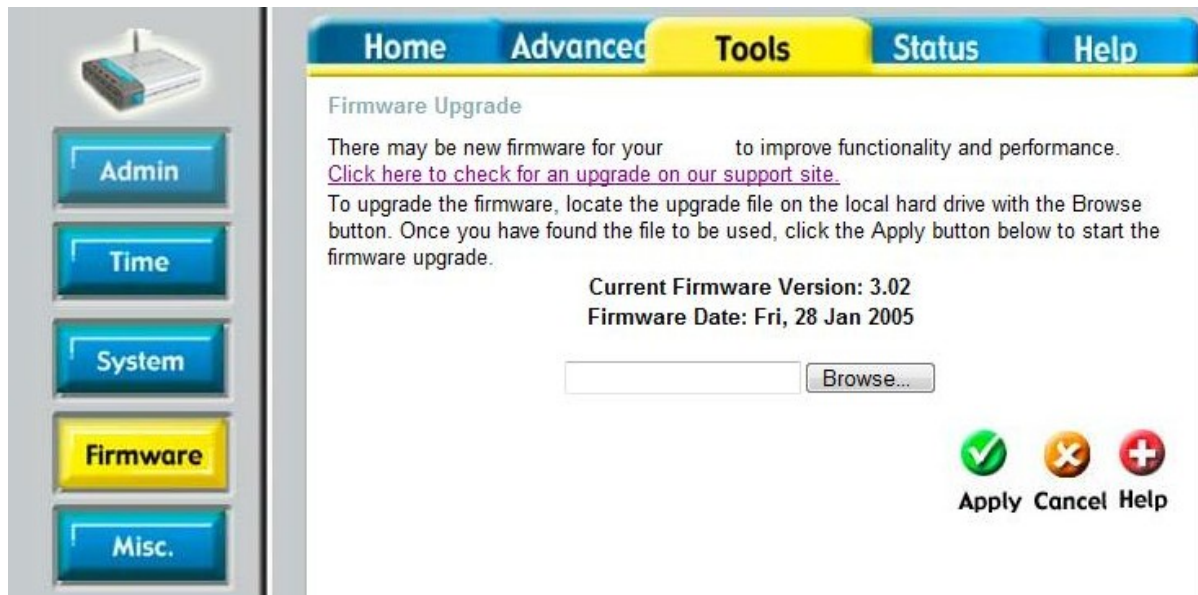 Home Advanced Tools Status Help
Admin
Time
System
Firmware
Misc.
Firmware Upgrade
There may be new firmware for your to improve functionality and performance.
Click here to check for an upgrade on our support site.
To upgrade the firmware, locate the upgrade file on the local hard drive with the Browse
button. Once you have found the file to be used, click the Apply button below to start the
firmware upgrade.
Current Firmware Version: 3.02
Firmware Date: Fri, 28 Jan 2005
Browse...
Apply Cancel Help